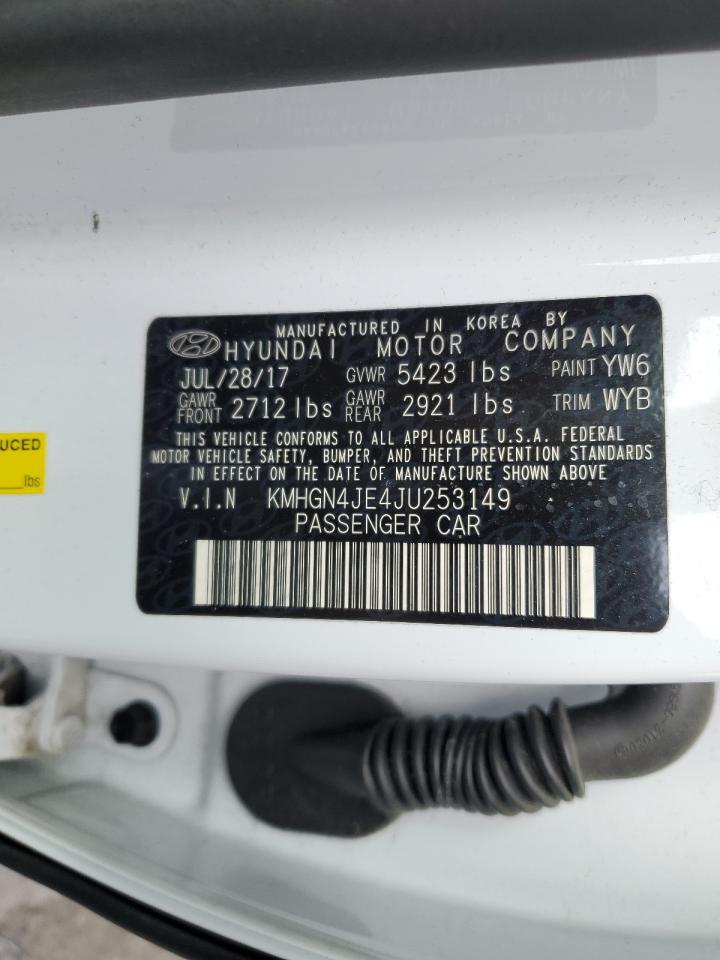 MANUFACTURED IN KOREA BY
HYUNDAI MOTOR COMPANY
JUL/28/17 GVWR 5423 lbs PAINT YW6
GAWR FRONT 2712 lbs GAWR REAR 2921 lbs TRIM WYB
THIS VEHICLE CONFORMS TO ALL APPLICABLE U.S.A. FEDERAL
MOTOR VEHICLE SAFETY, BUMPER, AND THEFT PREVENTION STANDARDS
IN EFFECT ON THE DATE OF MANUFACTURE SHOWN ABOVE
V.I.N KMHGN4JE4JU253149
PASSENGER CAR
UCED
lbs